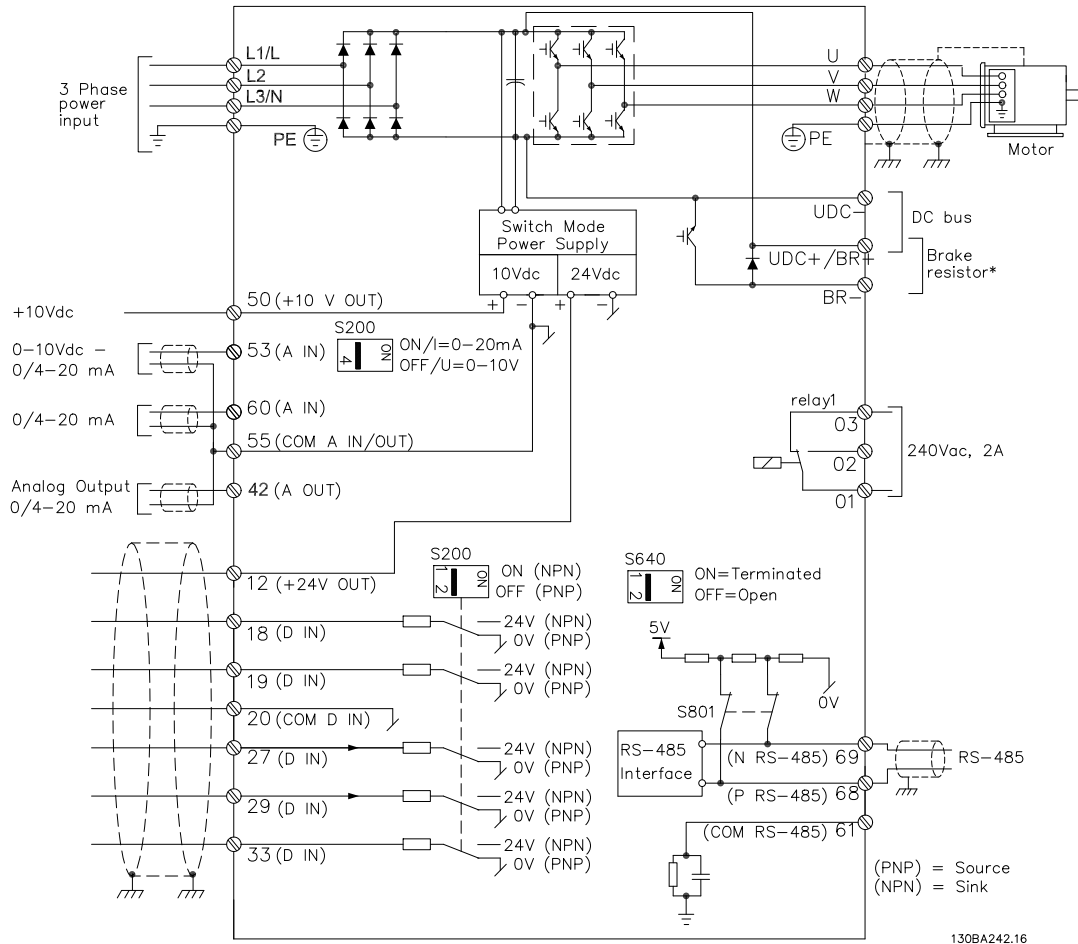 L1/L
L2
L3/N
PE
3 Phase
power
input
U
V
W
PE
Motor
UDC-
DC bus
UDC+/BR+
Brake
resistor*
BR-
Switch Mode
Power Supply
10Vdc
24Vdc
+ - + -
+10Vdc
50 (+10 V OUT)
S200
ON
4
ON/I=0-20mA
OFF/U=0-10V
0-10Vdc -
0/4-20 mA
53 (A IN)
0/4-20 mA
60 (A IN)
55 (COM A IN/OUT)
Analog Output
0/4-20 mA
42 (A OUT)
relay1
03
02
01
240Vac, 2A
12 (+24V OUT)
S200
1 2
ON
ON (NPN)
OFF (PNP)
S640
1 2
ON
ON=Terminated
OFF=Open
18 (D IN)
24V (NPN)
0V (PNP)
19 (D IN)
24V (NPN)
0V (PNP)
20 (COM D IN)
27 (D IN)
24V (NPN)
0V (PNP)
29 (D IN)
24V (NPN)
0V (PNP)
33 (D IN)
24V (NPN)
0V (PNP)
5V
0V
S801
RS-485
Interface
(N RS-485) 69
RS-485
(P RS-485) 68
(COM RS-485) 61
(PNP) = Source
(NPN) = Sink
130BA242.16